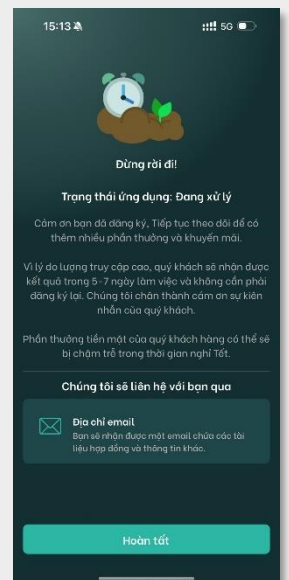 15:13
5G
Đừng rời đi!
Trạng thái ứng dụng: Đang xử lý
Cảm ơn bạn đã đăng ký, Tiếp tục theo dõi để có
thêm nhiều phần thưởng và khuyến mãi.
Vì lý do lượng truy cập cao, quý khách sẽ nhận được
kết quả trong 5-7 ngày làm việc và không cần phải
đăng ký lại. Chúng tôi chân thành cảm ơn sự kiên
nhẫn của quý khách.
Phần thưởng tiền mặt của quý khách hàng có thể sẽ
bị chậm trễ trong thời gian nghỉ Tết.
Chúng tôi sẽ liên hệ với bạn qua
Địa chỉ email
Bạn sẽ nhận được một email chứa các tài
liệu hợp đồng và thông tin khác.
Hoàn tất